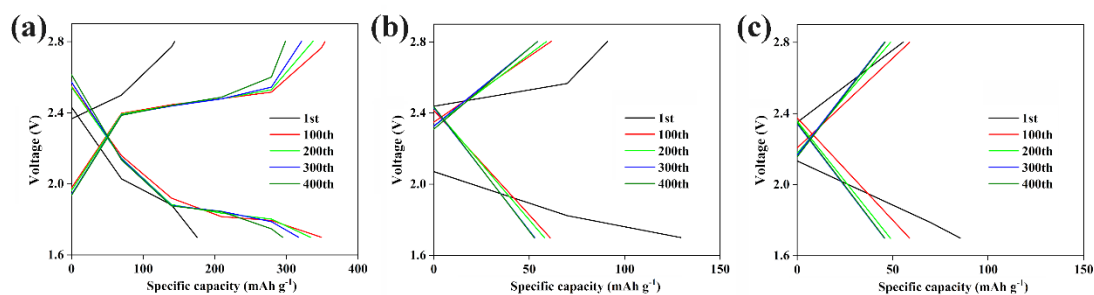 (a)
2.8
2.4
2.0
1.6
Voltage (V)
1st
100th
200th
300th
400th
0 100 200 300 400
Specific capacity (mAh g⁻¹)
(b)
2.8
2.4
2.0
1.6
Voltage (V)
1st
100th
200th
300th
400th
0 50 100 150
Specific capacity (mAh g⁻¹)
(c)
2.8
2.4
2.0
1.6
Voltage (V)
1st
100th
200th
300th
400th
0 50 100 150
Specific capacity (mAh g⁻¹)